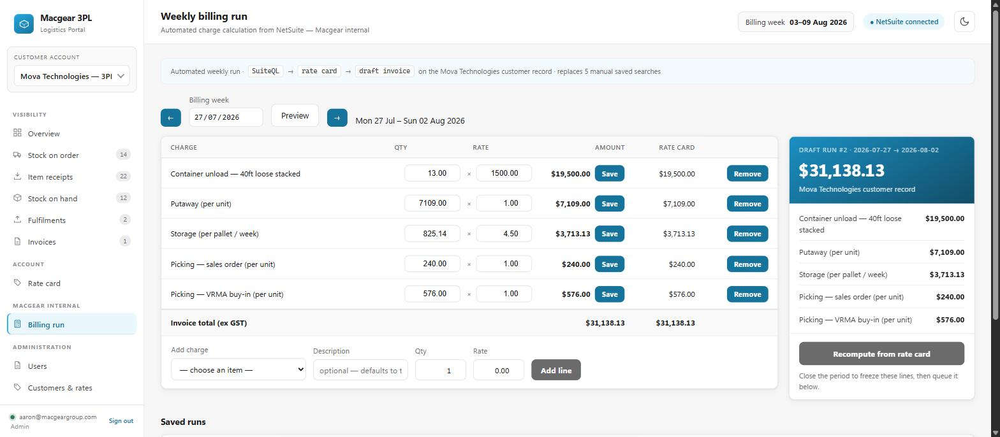 Macgear 3PL
Logistics Portal
CUSTOMER ACCOUNT
Mova Technologies — 3PL
VISIBILITY
Overview
Stock on order 14
Item receipts 22
Stock on hand 12
Fulfilments 2
Invoices 1
ACCOUNT
Rate card
MACGEAR INTERNAL
Billing run
ADMINISTRATION
Users
Customers & rates
aaron@macgeargroup.com
Admin
Sign out
Weekly billing run
Automated charge calculation from NetSuite — Macgear internal
Billing week 03–09 Aug 2026
● NetSuite connected
Automated weekly run · SuiteQL → rate card → draft invoice on the Mova Technologies customer record · replaces 5 manual saved searches
Billing week
← 27/07/2026 Preview → Mon 27 Jul – Sun 02 Aug 2026
CHARGE QTY RATE AMOUNT RATE CARD
Container unload — 40ft loose stacked 13.00 × 1500.00 $19,500.00 Save $19,500.00 Remove
Putaway (per unit) 7109.00 × 1.00 $7,109.00 Save $7,109.00 Remove
Storage (per pallet / week) 825.14 × 4.50 $3,713.13 Save $3,713.13 Remove
Picking — sales order (per unit) 240.00 × 1.00 $240.00 Save $240.00 Remove
Picking — VRMA buy-in (per unit) 576.00 × 1.00 $576.00 Save $576.00 Remove
Invoice total (ex GST) $31,138.13 $31,138.13
Add charge Description Qty Rate
— choose an item — optional — defaults to t 1 0.00 Add line
DRAFT RUN #2 · 2026-07-27 → 2026-08-02
$31,138.13
Mova Technologies customer record
Container unload — 40ft loose $19,500.00
stacked
Putaway (per unit) $7,109.00
Storage (per pallet / week) $3,713.13
Picking — sales order (per unit) $240.00
Picking — VRMA buy-in (per unit) $576.00
Recompute from rate card
Close the period to freeze these lines, then queue it
below.
Saved runs